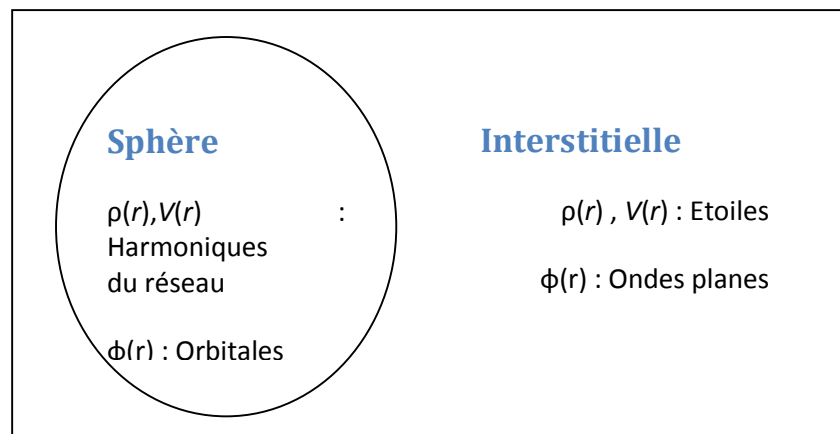 Sphère
ρ(r),V(r) :
Harmoniques
du réseau
ϕ(r) : Orbitales
Interstitielle
ρ(r) , V(r) : Etoiles
ϕ(r) : Ondes planes